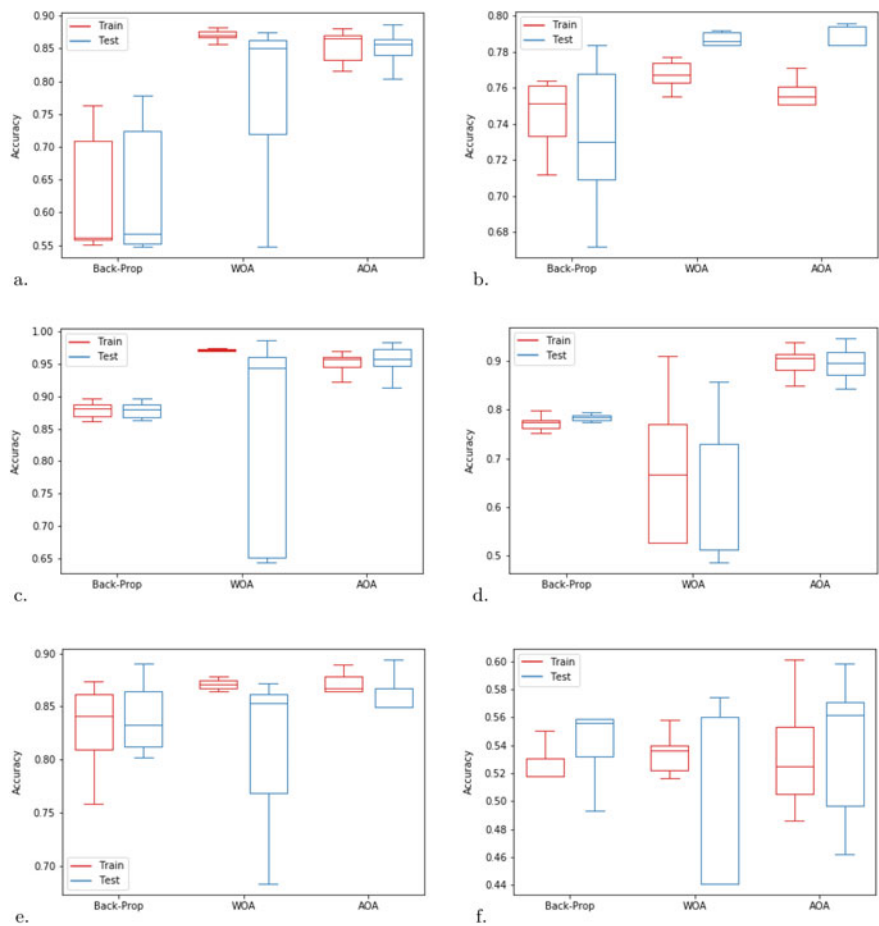 0.90
0.85
0.80
0.75
0.70
0.65
0.60
0.55
Accuracy
Train
Test
Back-Prop WOA AOA
a.
0.80
0.78
0.76
0.74
0.72
0.70
0.68
Accuracy
Train
Test
Back-Prop WOA AOA
b.
1.00
0.95
0.90
0.85
0.80
0.75
0.70
0.65
Accuracy
Train
Test
Back-Prop WOA AOA
c.
0.9
0.8
0.7
0.6
0.5
Accuracy
Train
Test
Back-Prop WOA AOA
d.
0.90
0.85
0.80
0.75
0.70
Accuracy
Train
Test
Back-Prop WOA AOA
e.
0.60
0.58
0.56
0.54
0.52
0.50
0.48
0.46
0.44
Accuracy
Train
Test
Back-Prop WOA AOA
f.